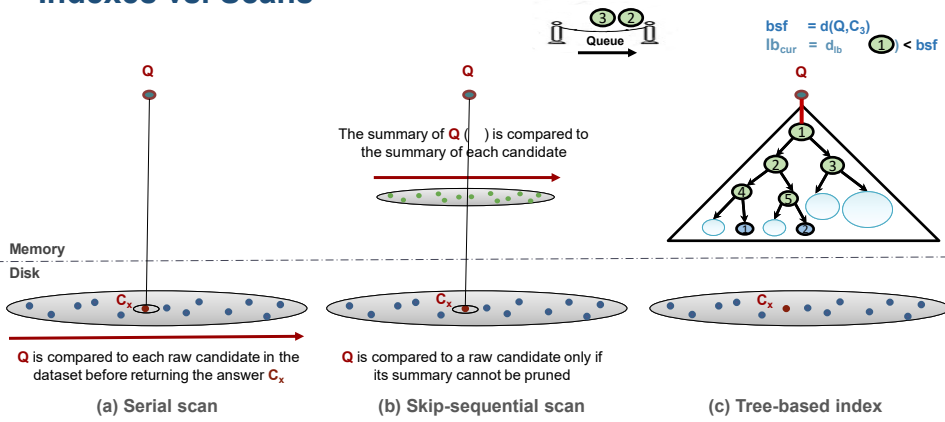 Indexes vs. Scans
3 2
Queue
bsf = d(Q,C3)
lbcur = dlb 1 ) < bsf
Q
Q
Q
The summary of Q ( ) is compared to
the summary of each candidate
1
2 3
4 5
1 2
Memory
Disk
Cx
Cx
Cx
Q is compared to each raw candidate in the
dataset before returning the answer Cx
Q is compared to a raw candidate only if
its summary cannot be pruned
(a) Serial scan
(b) Skip-sequential scan
(c) Tree-based index